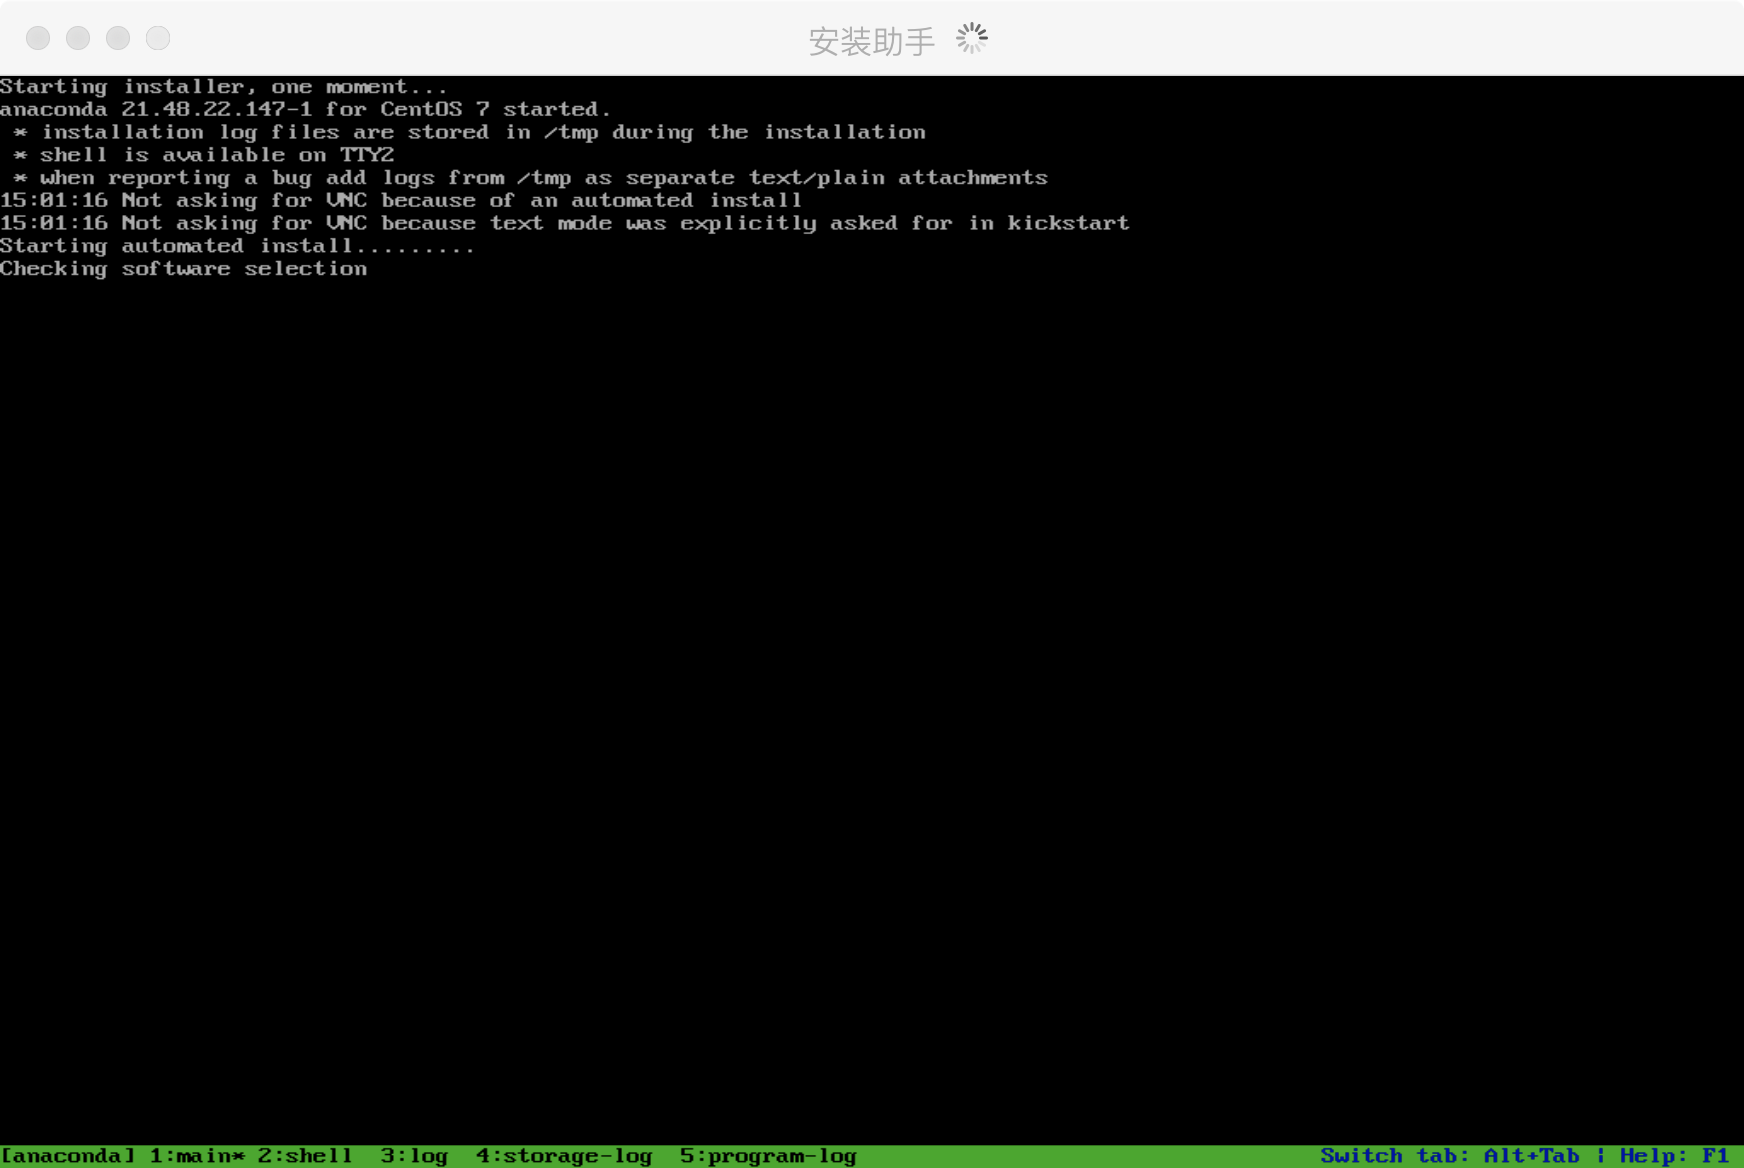 安装助手
Starting installer, one moment...
anaconda 21.48.22.147-1 for CentOS 7 started.
 * installation log files are stored in /tmp during the installation
 * shell is available on TTY2
 * when reporting a bug add logs from /tmp as separate text/plain attachments
15:01:16 Not asking for VNC because of an automated install
15:01:16 Not asking for VNC because text mode was explicitly asked for in kickstart
Starting automated install.........
Checking software selection
[anaconda] 1:main* 2:shell  3:log  4:storage-log  5:program-log Switch tab: Alt+Tab | Help: F1